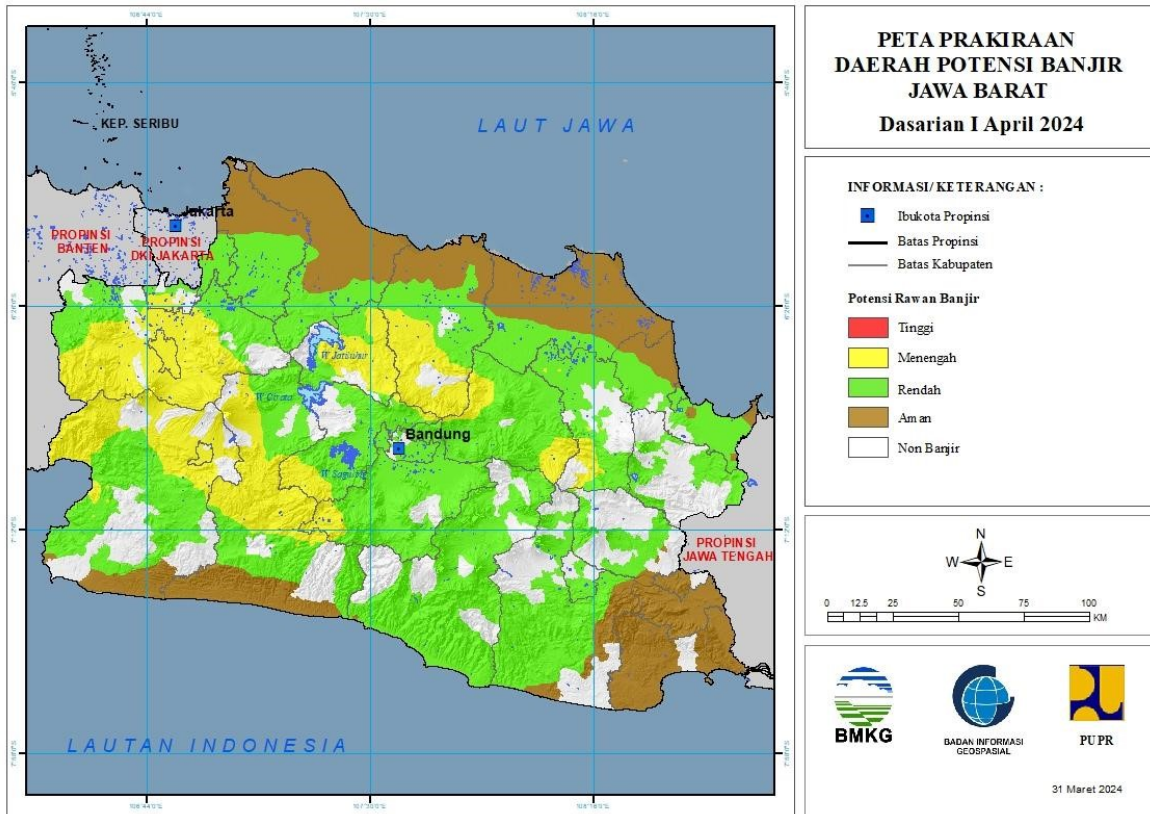 PETA PRAKIRAAN
DAERAH POTENSI BANJIR
JAWA BARAT
Dasarian I April 2024
INFORMASI/ KETERANGAN :
Ibukota Propinsi
Batas Propinsi
Batas Kabupaten
Potensi Rawan Banjir
Tinggi
Menengah
Rendah
Aman
Non Banjir
N
W E
S
0 12.5 25 50 75 100
KM
BMKG
BADAN INFORMASI
GEOSPASIAL
PUPR
31 Maret 2024
KEP. SERIBU
LAUT JAWA
Jakarta
PROPINSI
BANTEN
PROPINSI
DKI JAKARTA
Bandung
PROPINSI
JAWA TENGAH
LAUTAN INDONESIA